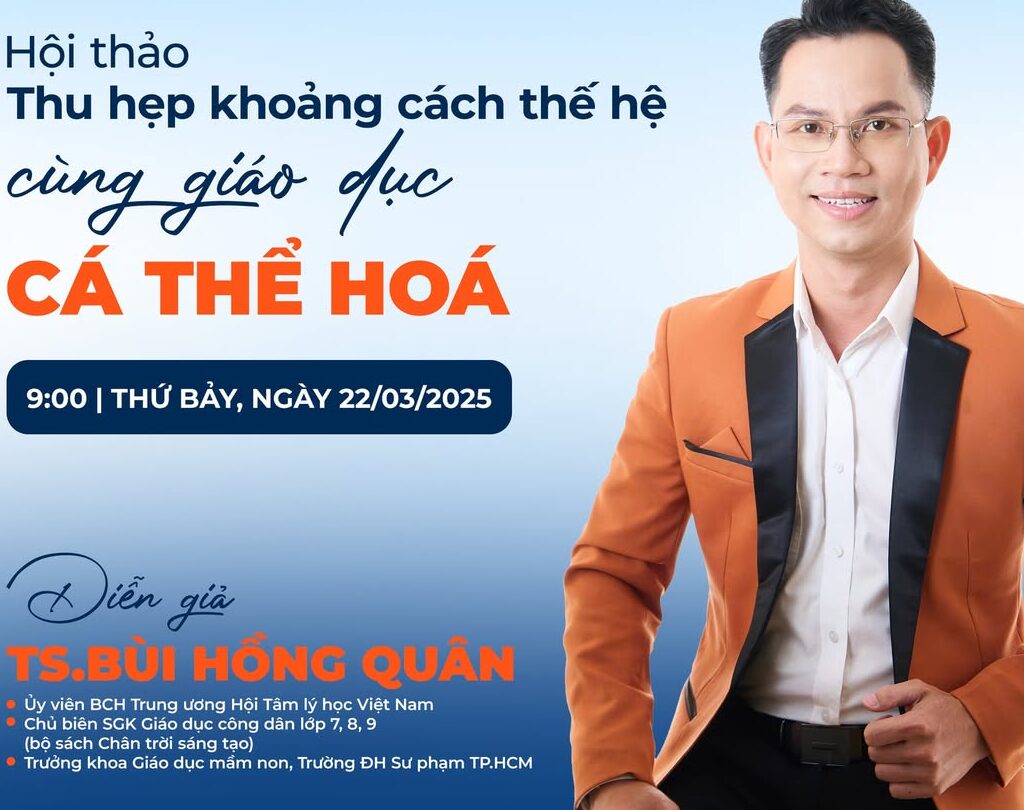 Hội thảo
Thu hẹp khoảng cách thế hệ
cùng giáo dục
CÁ THỂ HOÁ
9:00 | THỨ BẢY, NGÀY 22/03/2025
Diễn giả
TS.BÙI HỒNG QUÂN
Ủy viên BCH Trung ương Hội Tâm lý học Việt Nam
Chủ biên SGK Giáo dục công dân lớp 7, 8, 9
(bộ sách Chân trời sáng tạo)
Trưởng khoa Giáo dục mầm non, Trường ĐH Sư phạm TP.HCM